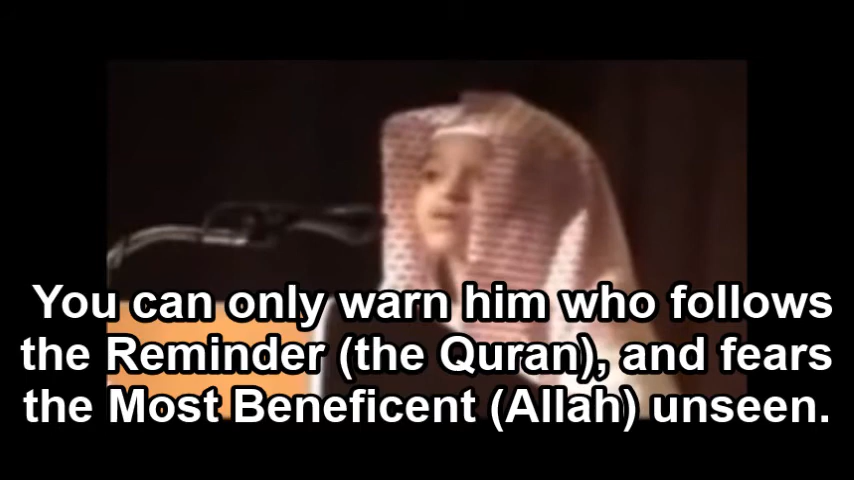 You can only warn him who follows
the Reminder (the Quran), and fears
the Most Beneficent (Allah) unseen.